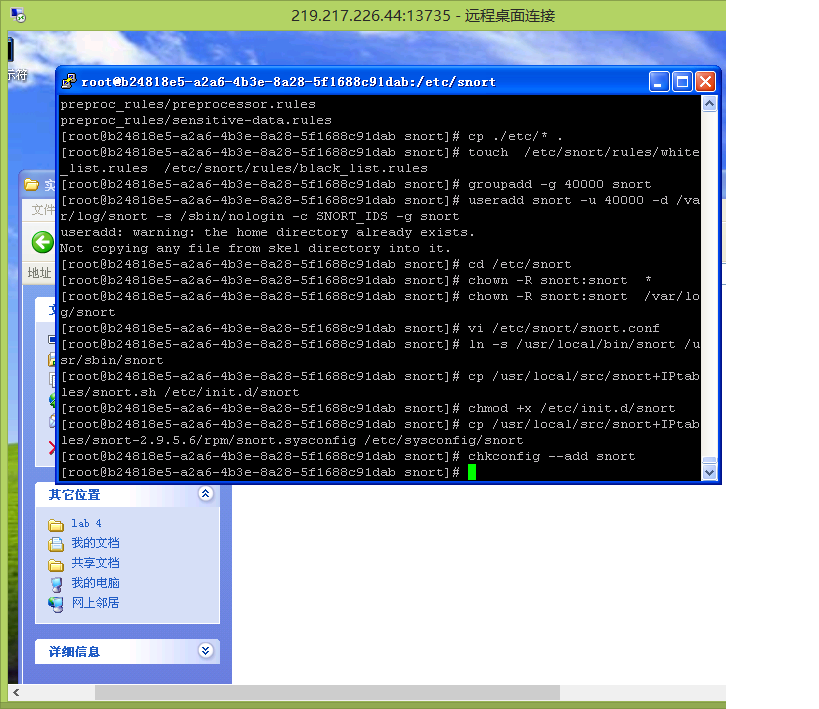 219.217.226.44:13735 - 远程桌面连接
示符
root@b24818e5-a2a6-4b3e-8a28-5f1688c91dab:/etc/snort
preproc_rules/preprocessor.rules
preproc_rules/sensitive-data.rules
[root@b24818e5-a2a6-4b3e-8a28-5f1688c91dab snort]# cp ./etc/* .
[root@b24818e5-a2a6-4b3e-8a28-5f1688c91dab snort]# touch  /etc/snort/rules/white
_list.rules  /etc/snort/rules/black_list.rules
[root@b24818e5-a2a6-4b3e-8a28-5f1688c91dab snort]# groupadd -g 40000 snort
[root@b24818e5-a2a6-4b3e-8a28-5f1688c91dab snort]# useradd snort -u 40000 -d /va
r/log/snort -s /sbin/nologin -c SNORT_IDS -g snort
useradd: warning: the home directory already exists.
Not copying any file from skel directory into it.
[root@b24818e5-a2a6-4b3e-8a28-5f1688c91dab snort]# cd /etc/snort
[root@b24818e5-a2a6-4b3e-8a28-5f1688c91dab snort]# chown -R snort:snort  *
[root@b24818e5-a2a6-4b3e-8a28-5f1688c91dab snort]# chown -R snort:snort  /var/lo
g/snort
[root@b24818e5-a2a6-4b3e-8a28-5f1688c91dab snort]# vi /etc/snort/snort.conf
[root@b24818e5-a2a6-4b3e-8a28-5f1688c91dab snort]# ln -s /usr/local/bin/snort /u
sr/sbin/snort
[root@b24818e5-a2a6-4b3e-8a28-5f1688c91dab snort]# cp /usr/local/src/snort+IPtab
les/snort.sh /etc/init.d/snort
[root@b24818e5-a2a6-4b3e-8a28-5f1688c91dab snort]# chmod +x /etc/init.d/snort
[root@b24818e5-a2a6-4b3e-8a28-5f1688c91dab snort]# cp /usr/local/src/snort+IPtab
les/snort-2.9.5.6/rpm/snort.sysconfig /etc/sysconfig/snort
[root@b24818e5-a2a6-4b3e-8a28-5f1688c91dab snort]# chkconfig --add snort
[root@b24818e5-a2a6-4b3e-8a28-5f1688c91dab snort]#
实
文件
地址
其它位置
lab 4
我的文档
共享文档
我的电脑
网上邻居
详细信息